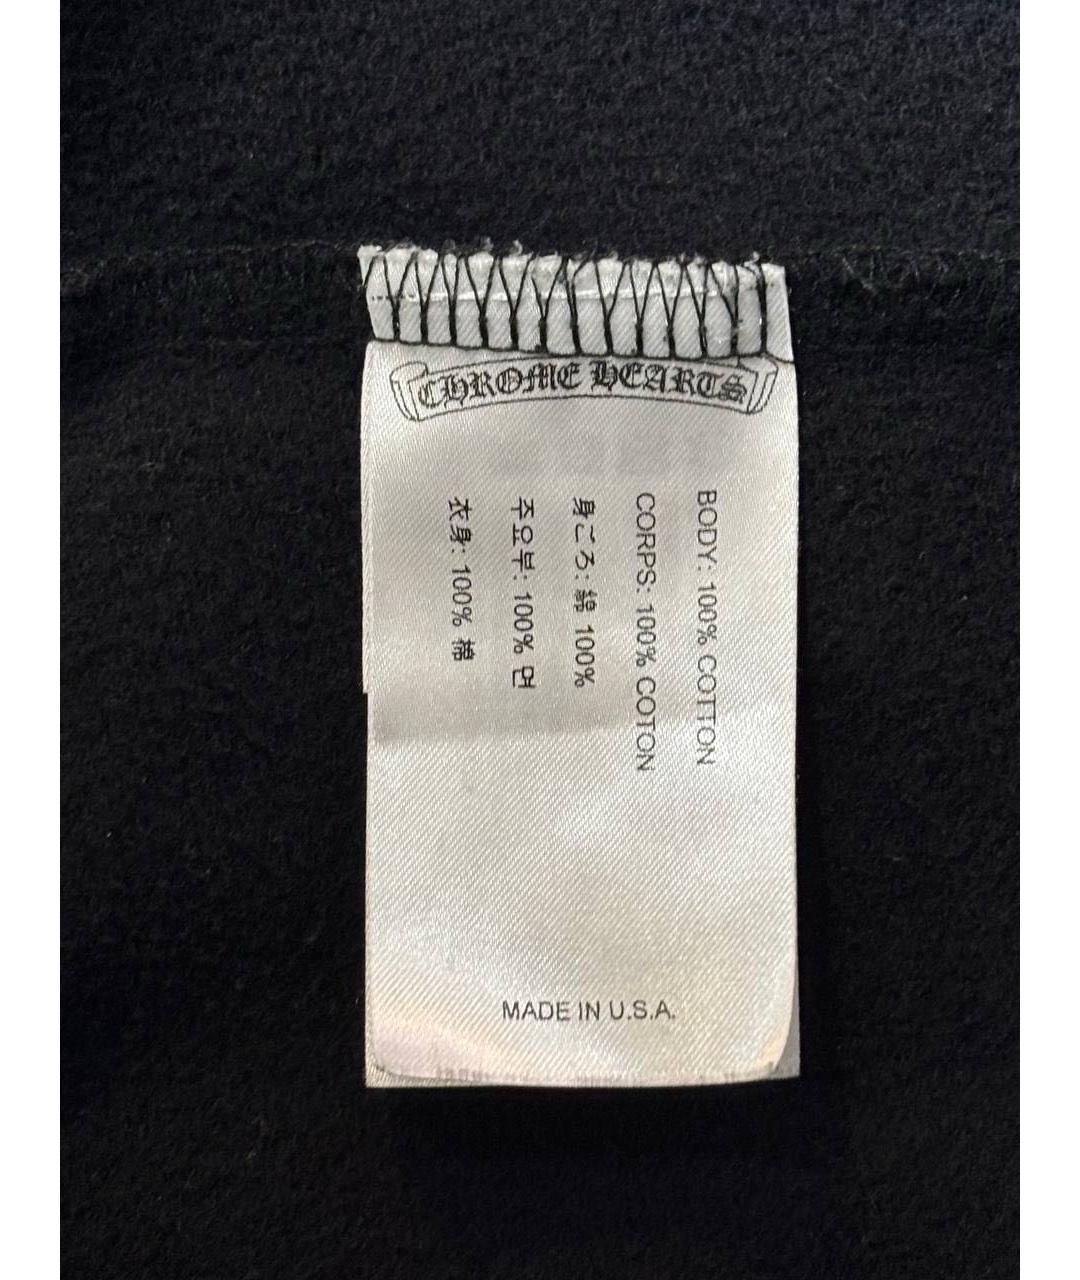 CHROME HEARTS
BODY: 100% COTTON
CORPS: 100% COTON
身ごろ: 綿 100%
주요부: 100% 면
衣身: 100% 棉
MADE IN U.S.A.